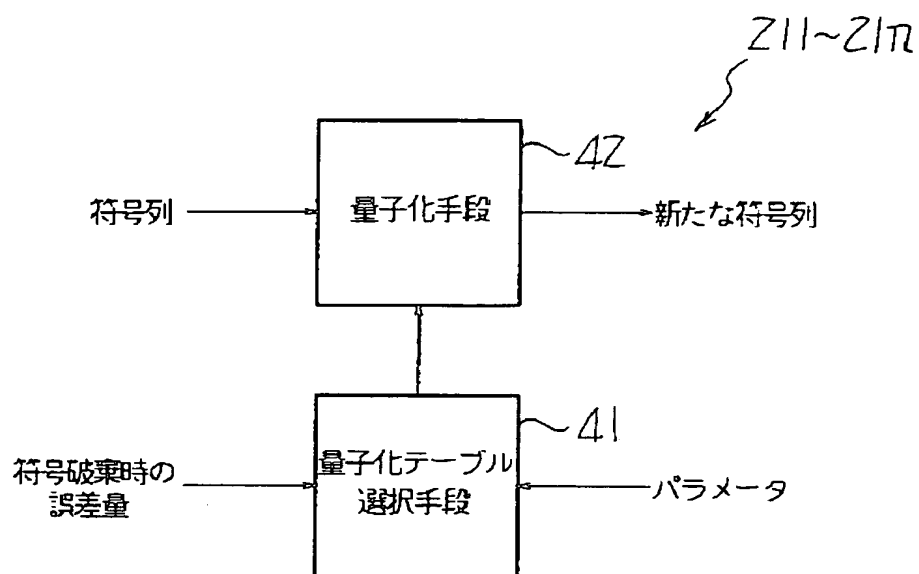 211~21n
42
符号列
量子化手段
新たな符号列
41
符号破棄時の
誤差量
量子化テーブル
選択手段
パラメータ